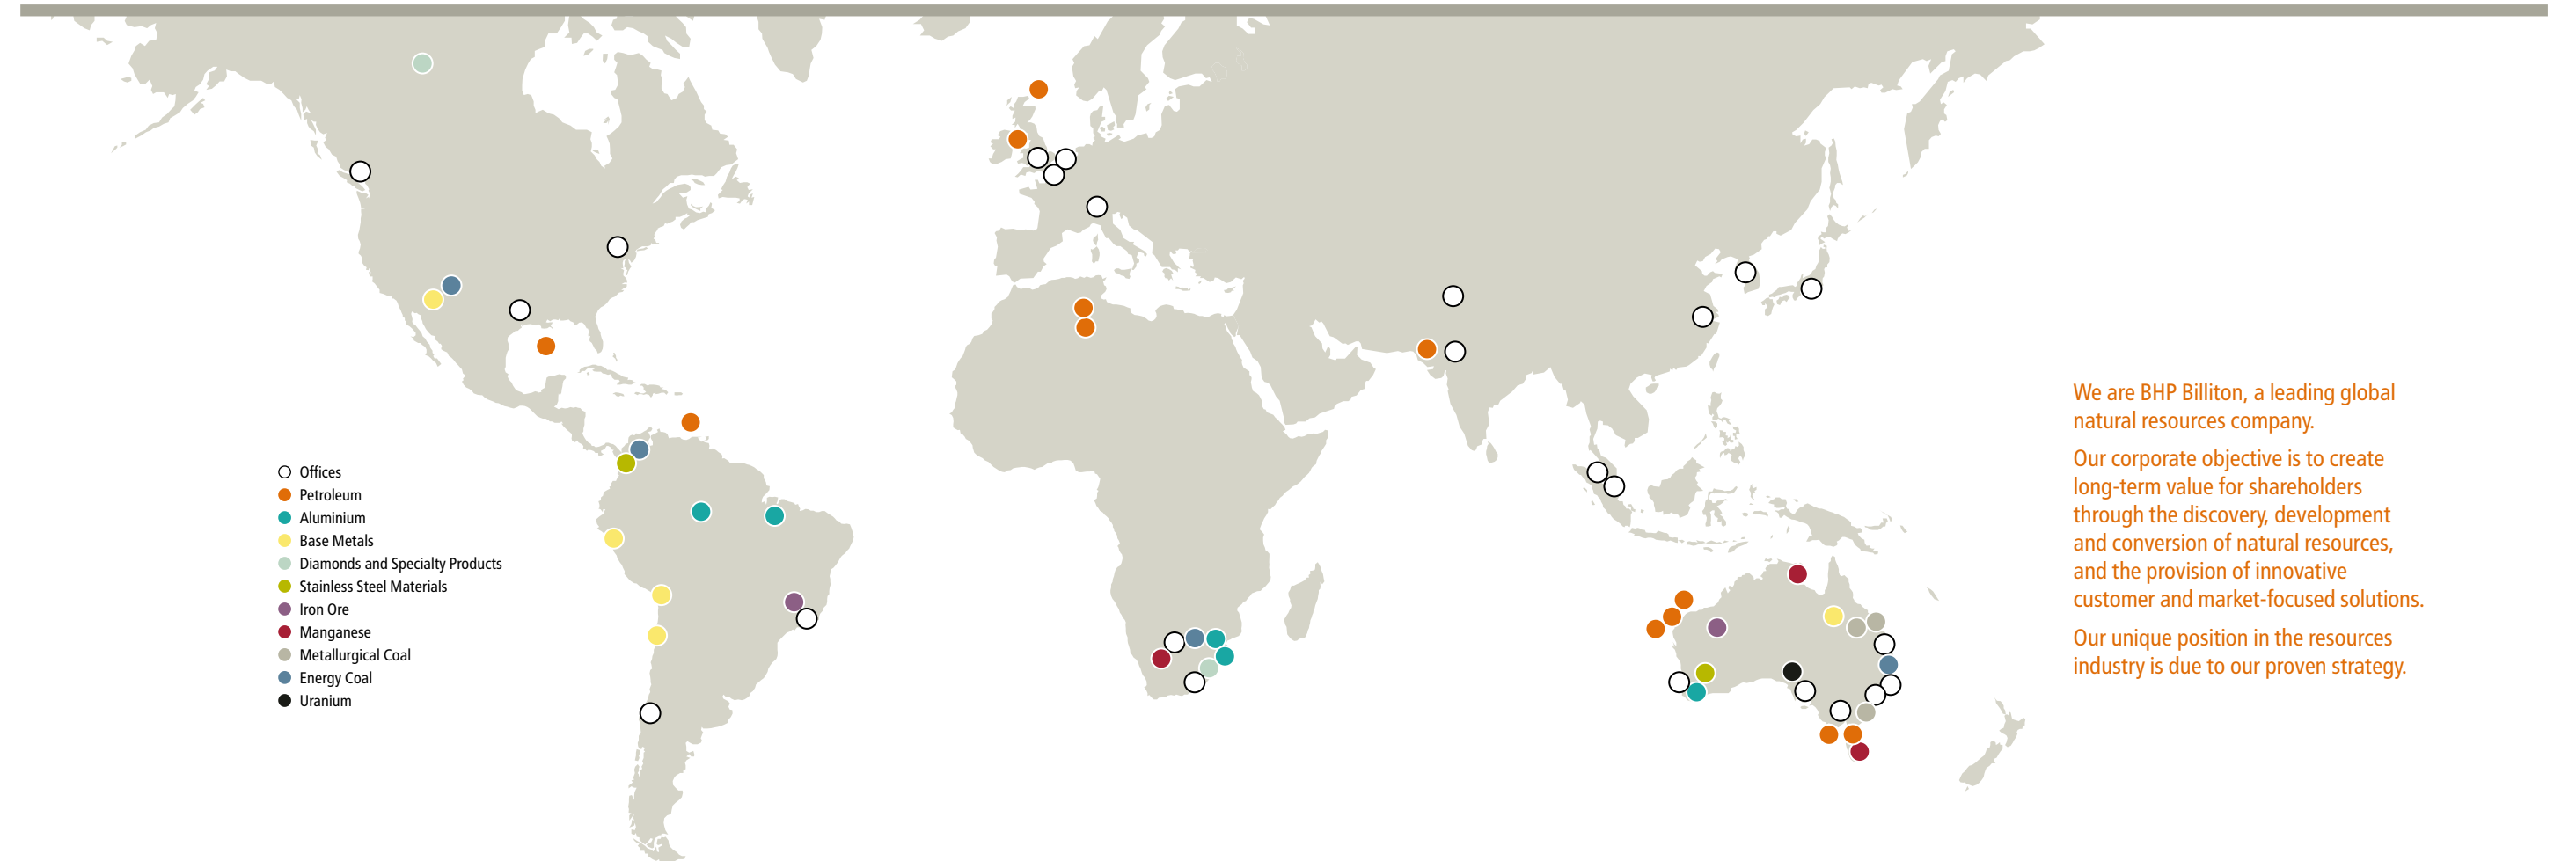 Offices
Petroleum
Aluminium
Base Metals
Diamonds and Specialty Products
Stainless Steel Materials
Iron Ore
Manganese
Metallurgical Coal
Energy Coal
Uranium
We are BHP Billiton, a leading global
natural resources company.
Our corporate objective is to create
long-term value for shareholders
through the discovery, development
and conversion of natural resources,
and the provision of innovative
customer and market-focused solutions.
Our unique position in the resources
industry is due to our proven strategy.